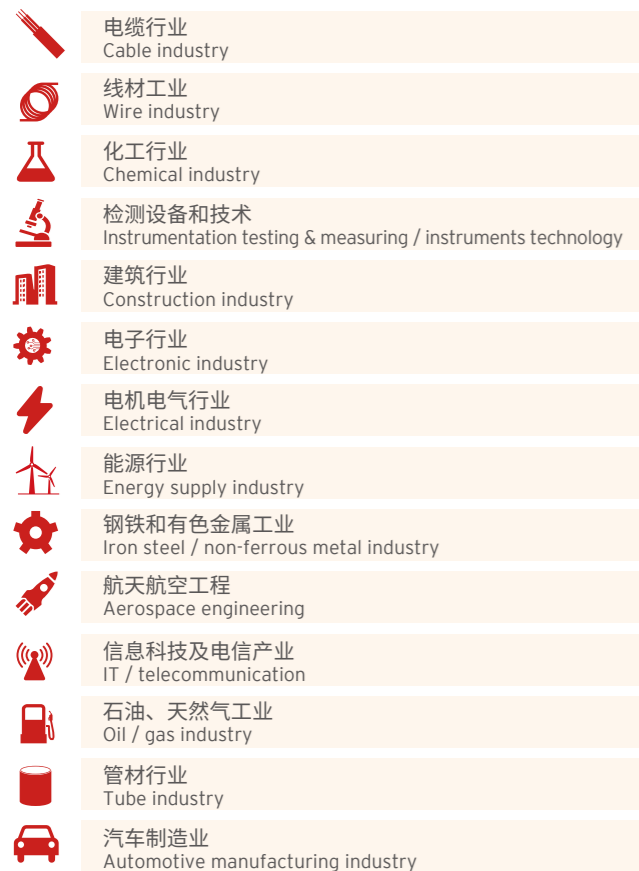 电缆行业
Cable industry
线材工业
Wire industry
化工行业
Chemical industry
检测设备和技术
Instrumentation testing & measuring / instruments technology
建筑行业
Construction industry
电子行业
Electronic industry
电机电气行业
Electrical industry
能源行业
Energy supply industry
钢铁和有色金属工业
Iron steel / non-ferrous metal industry
航天航空工程
Aerospace engineering
信息科技及电信产业
IT / telecommunication
石油、天然气工业
Oil / gas industry
管材行业
Tube industry
汽车制造业
Automotive manufacturing industry